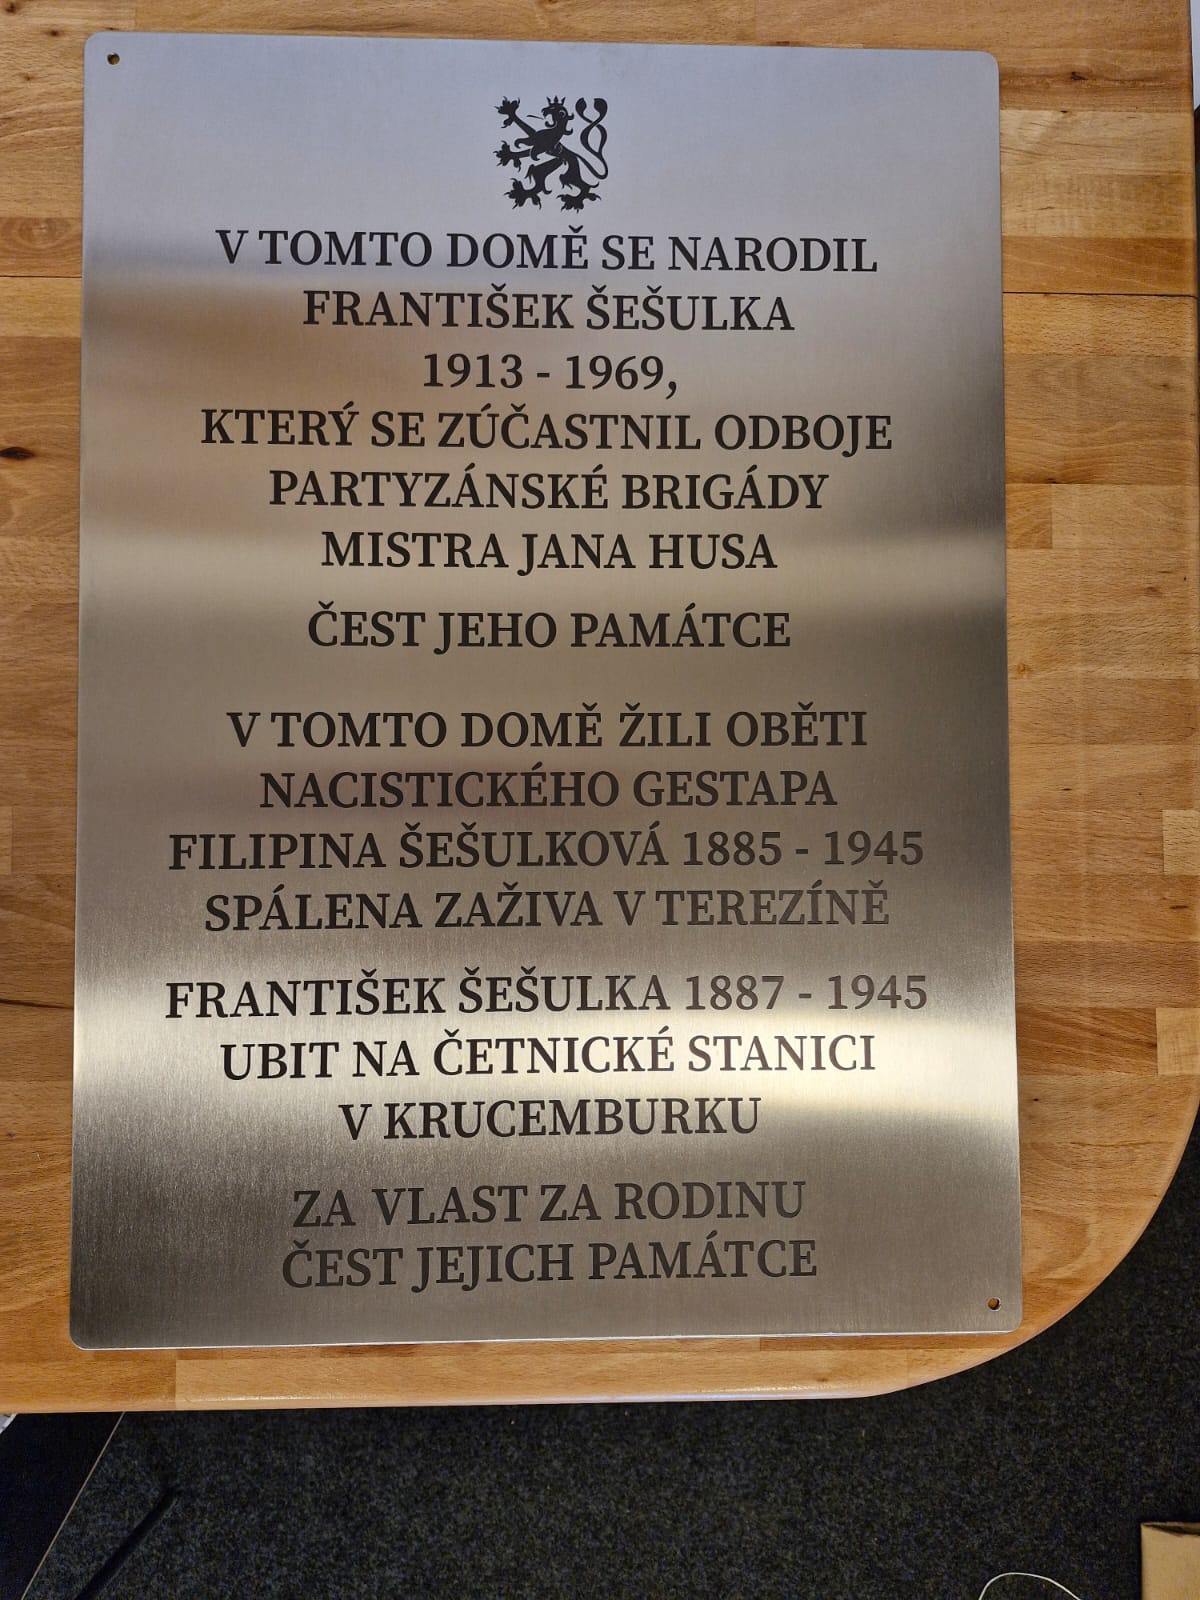 V TOMTO DOMĚ SE NARODIL
FRANTIŠEK ŠEŠULKA
1913 - 1969,
KTERÝ SE ZÚČASTNIL ODBOJE
PARTYZÁNSKÉ BRIGÁDY
MISTRA JANA HUSA
ČEST JEHO PAMÁTCE
V TOMTO DOMĚ ŽILI OBĚTI
NACISTICKÉHO GESTAPA
FILIPINA ŠEŠULKOVÁ 1885 - 1945
SPÁLENA ZAŽIVA V TEREZÍNĚ
FRANTIŠEK ŠEŠULKA 1887 - 1945
UBIT NA ČETNICKÉ STANICI
V KRUCEMBURKU
ZA VLAST ZA RODINU
ČEST JEJICH PAMÁTCE